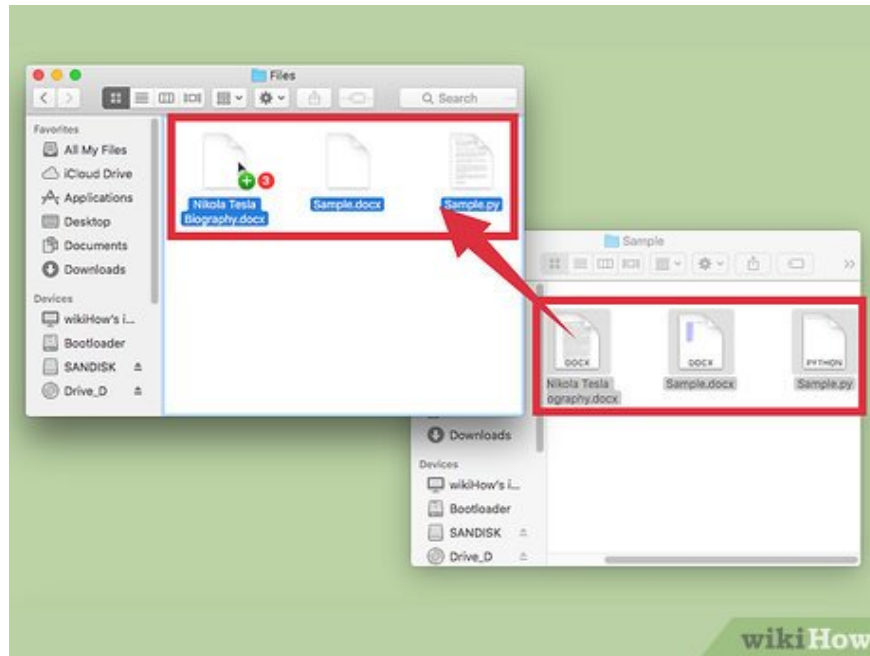 Files
Search
Favorites
All My Files
iCloud Drive
Applications
Desktop
Documents
Downloads
Devices
wikiHow's i...
Bootloader
SANDISK
Drive_D
3
Nikola Tesla
Biography.docx
Sample.docx
Sample.py
Sample
DOCX
DOCX
PYTHON
Nikola Tesla
ography.docx
Sample.docx
Sample.py
Downloads
Devices
wikiHow's i...
Bootloader
SANDISK
Drive_D
wikiHow